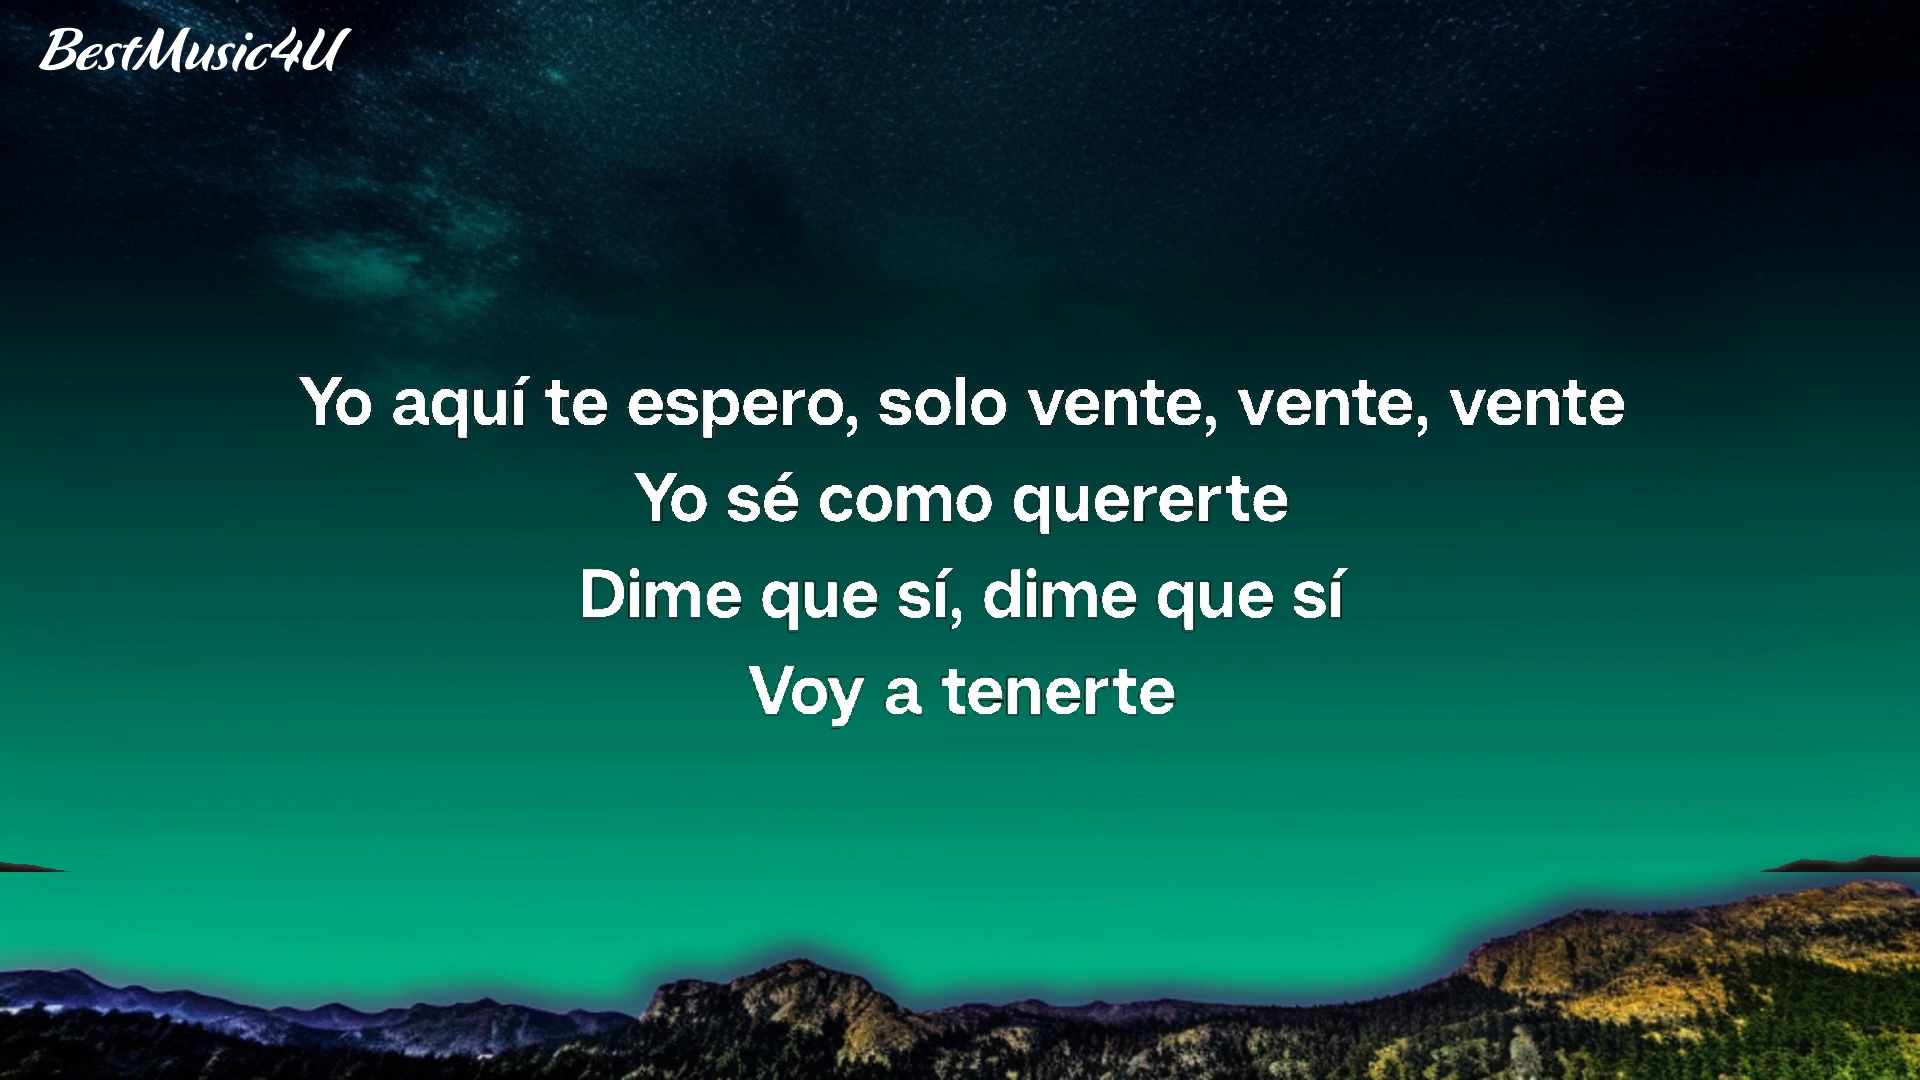 BestMusic4U
Yo aquí te espero, solo vente, vente, vente
Yo sé como quererte
Dime que sí, dime que sí
Voy a tenerte